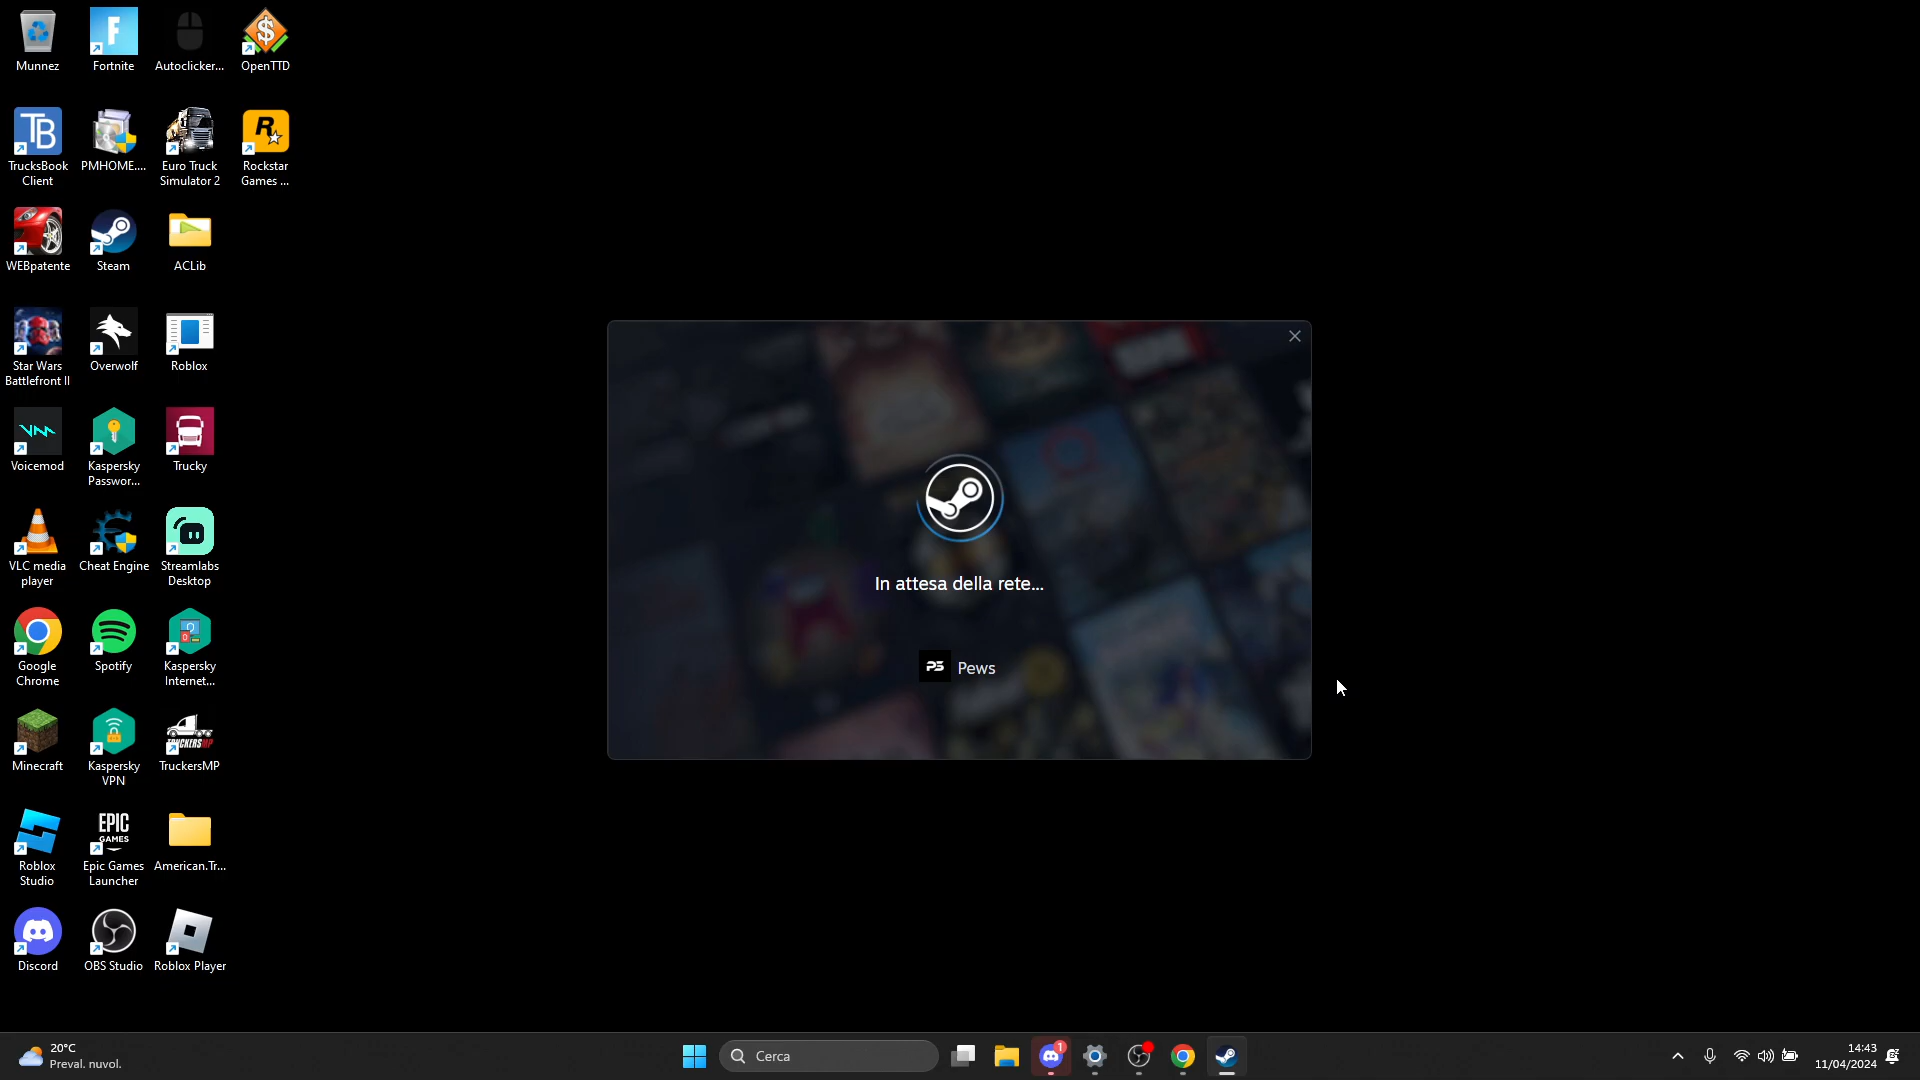 Munnez
Fortnite
Autoclicker...
OpenTTD
TrucksBook
Client
PMHOME....
Euro Truck
Simulator 2
Rockstar
Games ...
WEBpatente
Steam
ACLib
Star Wars
Battlefront II
Overwolf
Roblox
Voicemod
Kaspersky
Passwor...
Trucky
VLC media
player
Cheat Engine
Streamlabs
Desktop
Google
Chrome
Spotify
Kaspersky
Internet...
Minecraft
Kaspersky
VPN
TRUCKERSMP
TruckersMP
Roblox
Studio
EPIC
GAMES
Epic Games
Launcher
American.Tr...
Discord
OBS Studio
Roblox Player
In attesa della rete...
Pews
20°C
Preval. nuvol.
Cerca
1
14:43
11/04/2024